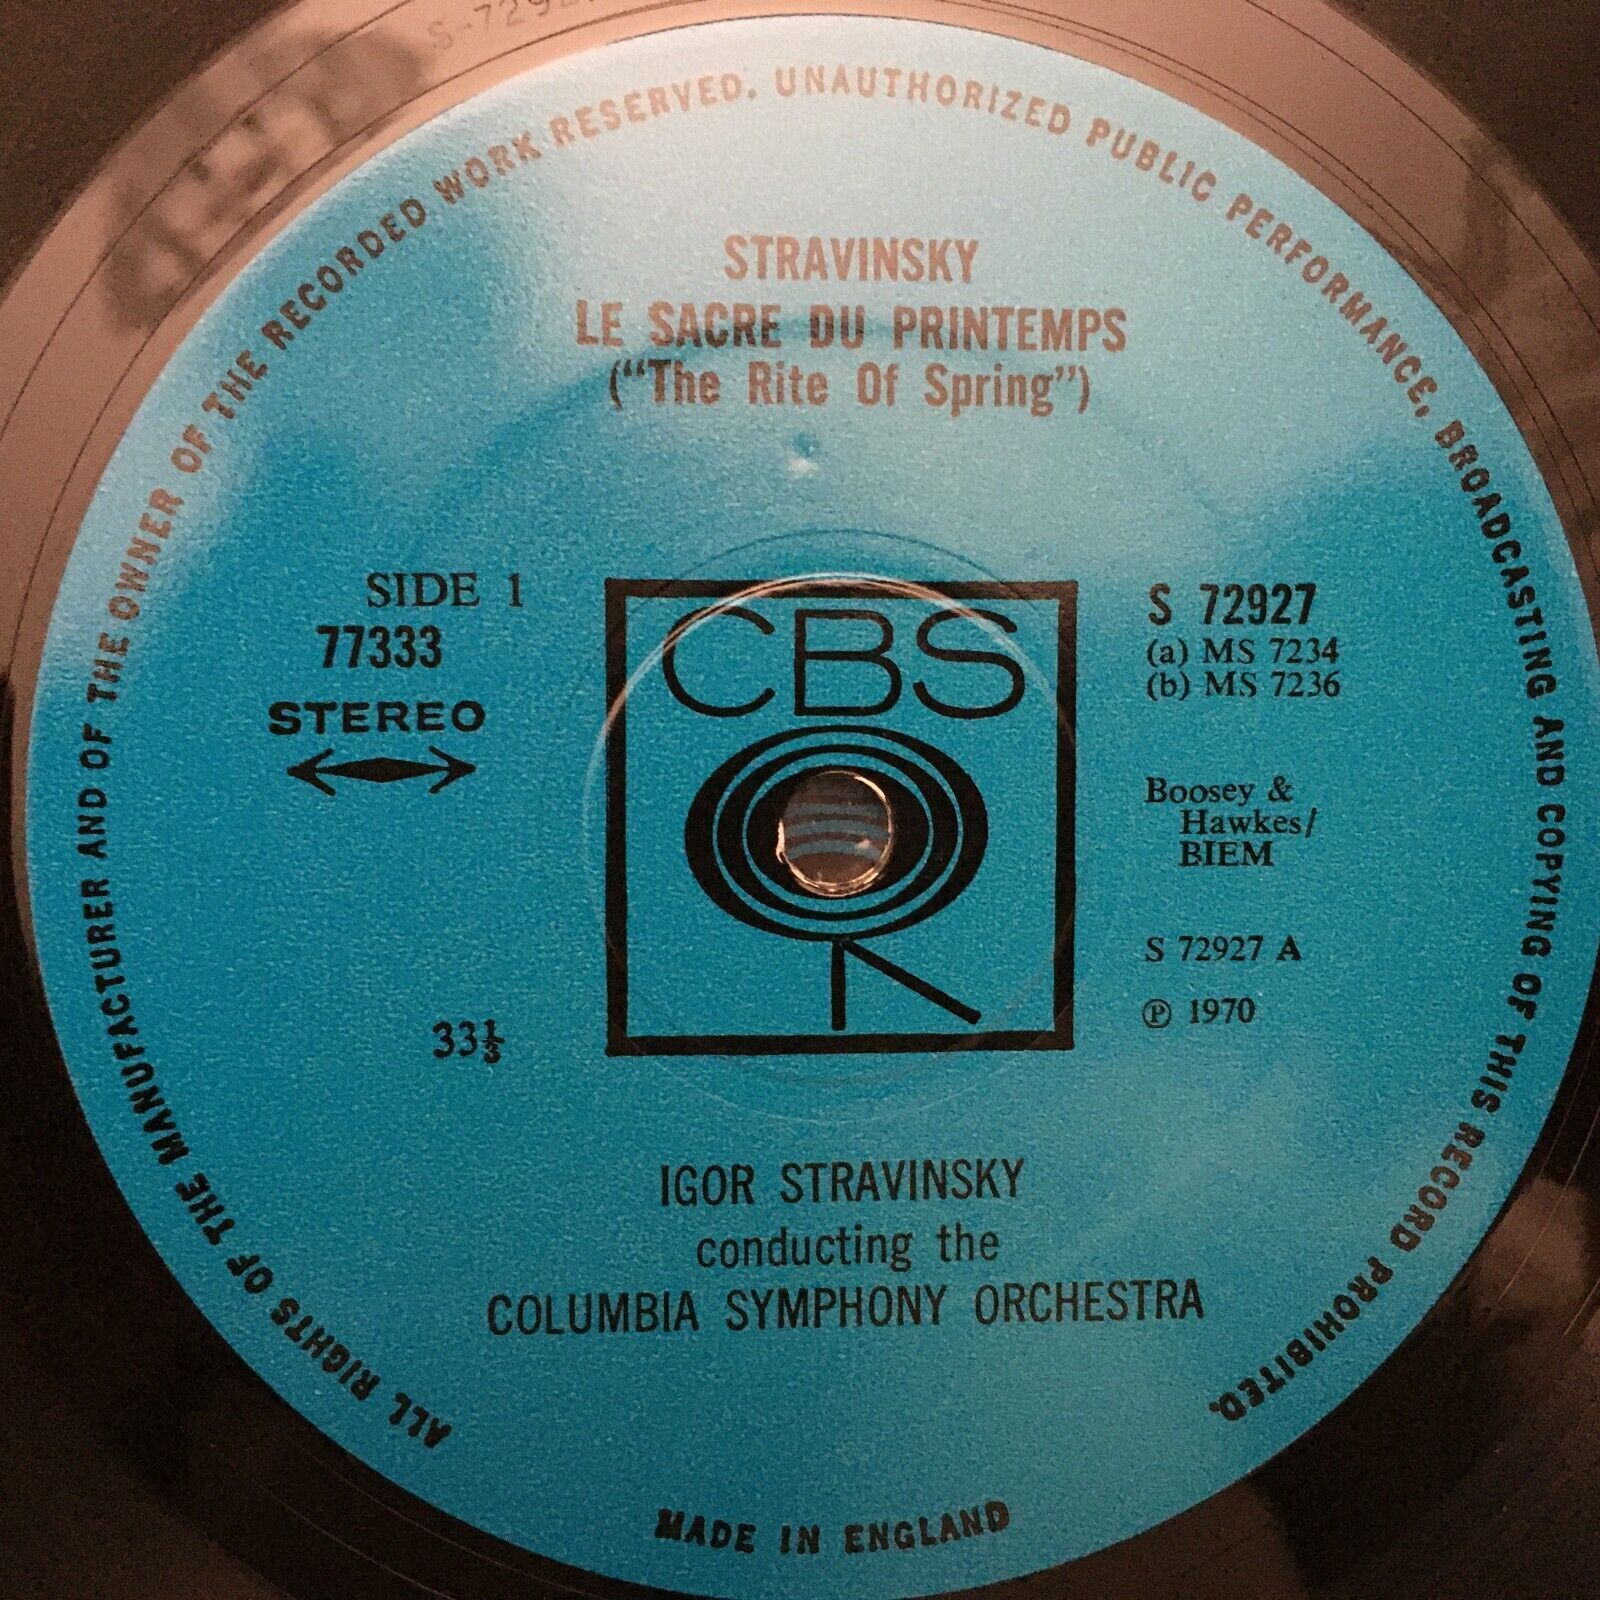 S-7292
ALL RIGHTS OF THE MANUFACTURER AND OF THE OWNER OF THE RECORDED WORK RESERVED. UNAUTHORIZED PUBLIC PERFORMANCE, BROADCASTING AND COPYING OF THIS RECORD PROHIBITED.
STRAVINSKY
LE SACRE DU PRINTEMPS
("The Rite Of Spring")
SIDE 1
77333
STEREO
33⅓
CBS
S 72927
(a) MS 7234
(b) MS 7236
Boosey &
Hawkes/
BIEM
S 72927 A
℗ 1970
IGOR STRAVINSKY
conducting the
COLUMBIA SYMPHONY ORCHESTRA
MADE IN ENGLAND